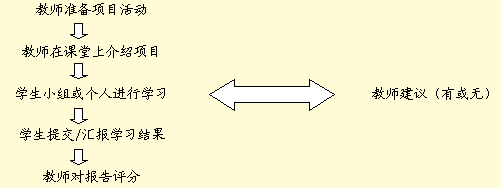 教师准备项目活动
教师在课堂上介绍项目
学生小组或个人进行学习
教师建议（有或无）
学生提交/汇报学习结果
教师对报告评分